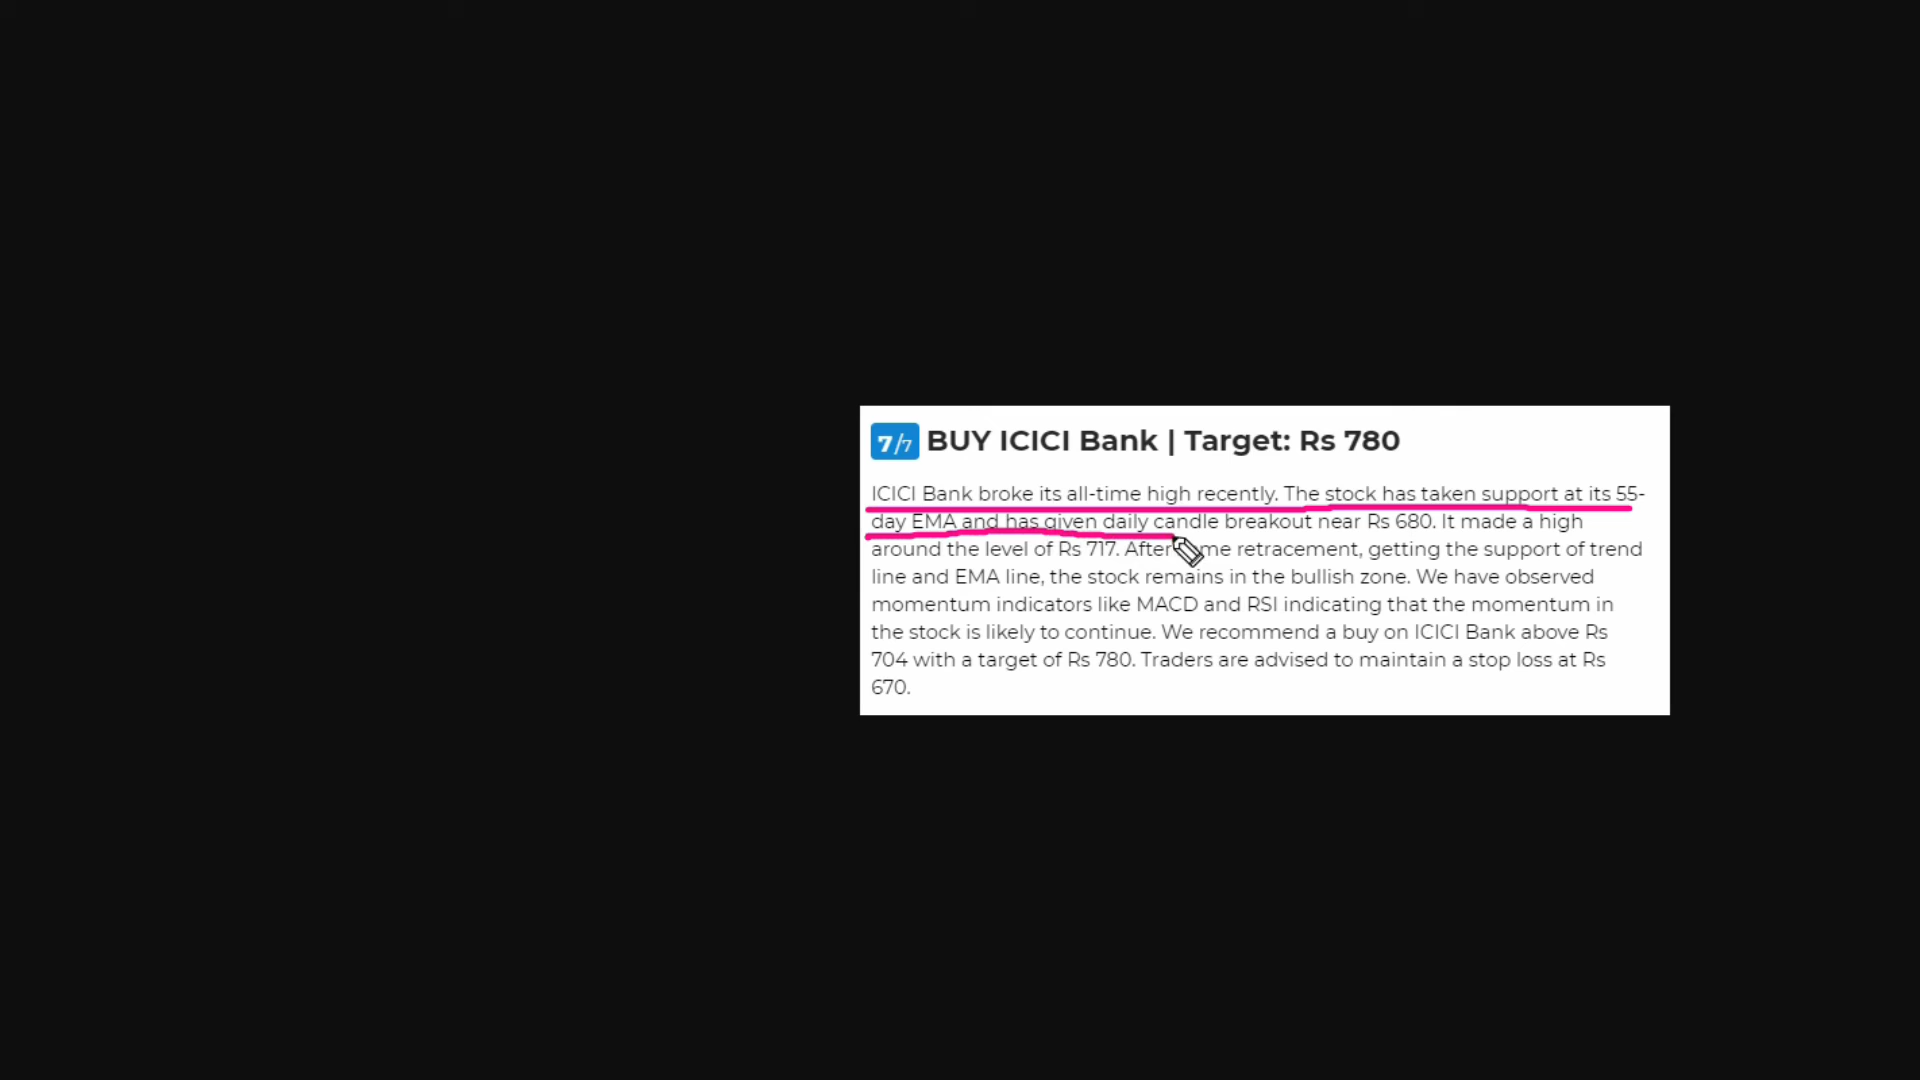 7/7 BUY ICICI Bank | Target: Rs 780
ICICI Bank broke its all-time high recently. The stock has taken support at its 55-
day EMA and has given daily candle breakout near Rs 680. It made a high
around the level of Rs 717. After me retracement, getting the support of trend
line and EMA line, the stock remains in the bullish zone. We have observed
momentum indicators like MACD and RSI indicating that the momentum in
the stock is likely to continue. We recommend a buy on ICICI Bank above Rs
704 with a target of Rs 780. Traders are advised to maintain a stop loss at Rs
670.